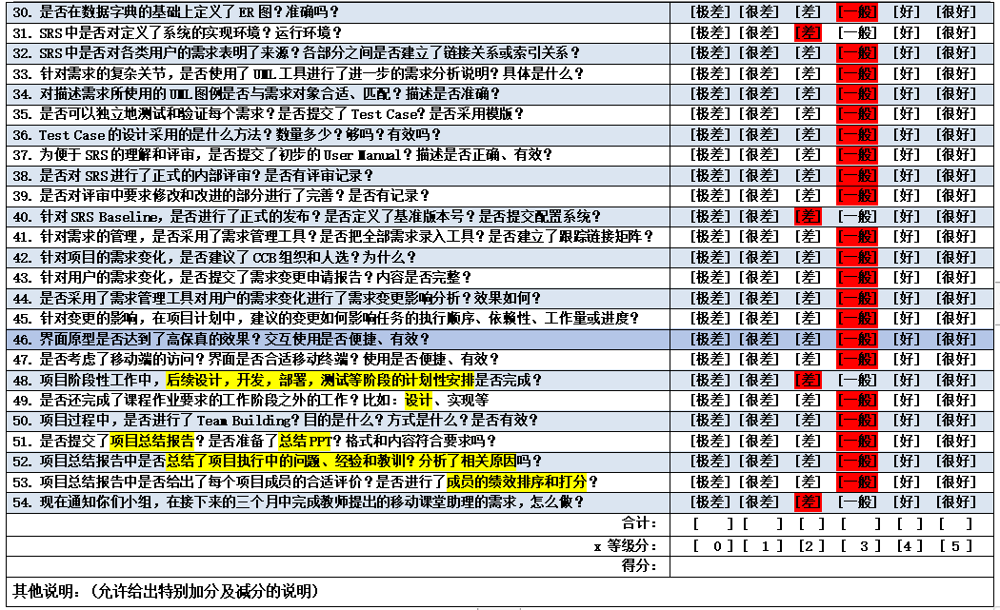 30. 是否在数据字典的基础上定义了 ER 图？准确吗？ [极差] [很差] [差] [一般] [好] [很好]
31. SRS 中是否对定义了系统的实现环境？运行环境？ [极差] [很差] [差] [一般] [好] [很好]
32. SRS 中是否对各类用户的需求表明了来源？各部分之间是否建立了链接关系或索引关系？ [极差] [很差] [差] [一般] [好] [很好]
33. 针对需求的复杂关节，是否使用了 UML 工具进行了进一步的需求分析说明？具体是什么？ [极差] [很差] [差] [一般] [好] [很好]
34. 对描述需求所使用的 UML 图例是否与需求对象合适、匹配？描述是否准确？ [极差] [很差] [差] [一般] [好] [很好]
35. 是否可以独立地测试和验证每个需求？是否提交了 Test Case？是否采用模版？ [极差] [很差] [差] [一般] [好] [很好]
36. Test Case 的设计采用的是什么方法？数量多少？够吗？有效吗？ [极差] [很差] [差] [一般] [好] [很好]
37. 为便于 SRS 的理解和评审，是否提交了初步的 User Manual？描述是否正确、有效？ [极差] [很差] [差] [一般] [好] [很好]
38. 是否对 SRS 进行了正式的内部评审？是否有评审记录？ [极差] [很差] [差] [一般] [好] [很好]
39. 是否对评审中要求修改和改进的部分进行了完善？是否有记录？ [极差] [很差] [差] [一般] [好] [很好]
40. 针对 SRS Baseline，是否进行了正式的发布？是否定义了基准版本号？是否提交配置系统？ [极差] [很差] [差] [一般] [好] [很好]
41. 针对需求的管理，是否采用了需求管理工具？是否把全部需求录入工具？是否建立了跟踪链接矩阵？ [极差] [很差] [差] [一般] [好] [很好]
42. 针对项目的需求变化，是否建议了 CCB 组织和人选？为什么？ [极差] [很差] [差] [一般] [好] [很好]
43. 针对用户的需求变化，是否提交了需求变更申请报告？内容是否完整？ [极差] [很差] [差] [一般] [好] [很好]
44. 是否采用了需求管理工具对用户的需求变化进行了需求变更影响分析？效果如何？ [极差] [很差] [差] [一般] [好] [很好]
45. 针对变更的影响，在项目计划中，建议的变更如何影响任务的执行顺序、依赖性、工作量或进度？ [极差] [很差] [差] [一般] [好] [很好]
46. 界面原型是否达到了高保真的效果？交互使用是否便捷、有效？ [极差] [很差] [差] [一般] [好] [很好]
47. 是否考虑了移动端的访问？界面是否合适移动终端？使用是否便捷、有效？ [极差] [很差] [差] [一般] [好] [很好]
48. 项目阶段性工作中，后续设计，开发，部署，测试等阶段的计划性安排是否完成？ [极差] [很差] [差] [一般] [好] [很好]
49. 是否还完成了课程作业要求的工作阶段之外的工作？比如：设计、实现等 [极差] [很差] [差] [一般] [好] [很好]
50. 项目过程中，是否进行了 Team Building？目的是什么？方式是什么？是否有效？ [极差] [很差] [差] [一般] [好] [很好]
51. 是否提交了项目总结报告？是否准备了总结 PPT？格式和内容符合要求吗？ [极差] [很差] [差] [一般] [好] [很好]
52. 项目总结报告中是否总结了项目执行中的问题、经验和教训？分析了相关原因吗？ [极差] [很差] [差] [一般] [好] [很好]
53. 项目总结报告中是否给出了每个项目成员的合适评价？是否进行了成员的绩效排序和打分？ [极差] [很差] [差] [一般] [好] [很好]
54. 现在通知你们小组，在接下来的三个月中完成教师提出的移动课堂助理的需求，怎么做？ [极差] [很差] [差] [一般] [好] [很好]
合计： [ ] [ ] [ ] [ ] [ ] [ ]
x 等级分： [ 0 ] [ 1 ] [2 ] [ 3 ] [4 ] [ 5 ]
得分：
其他说明：（允许给出特别加分及减分的说明）